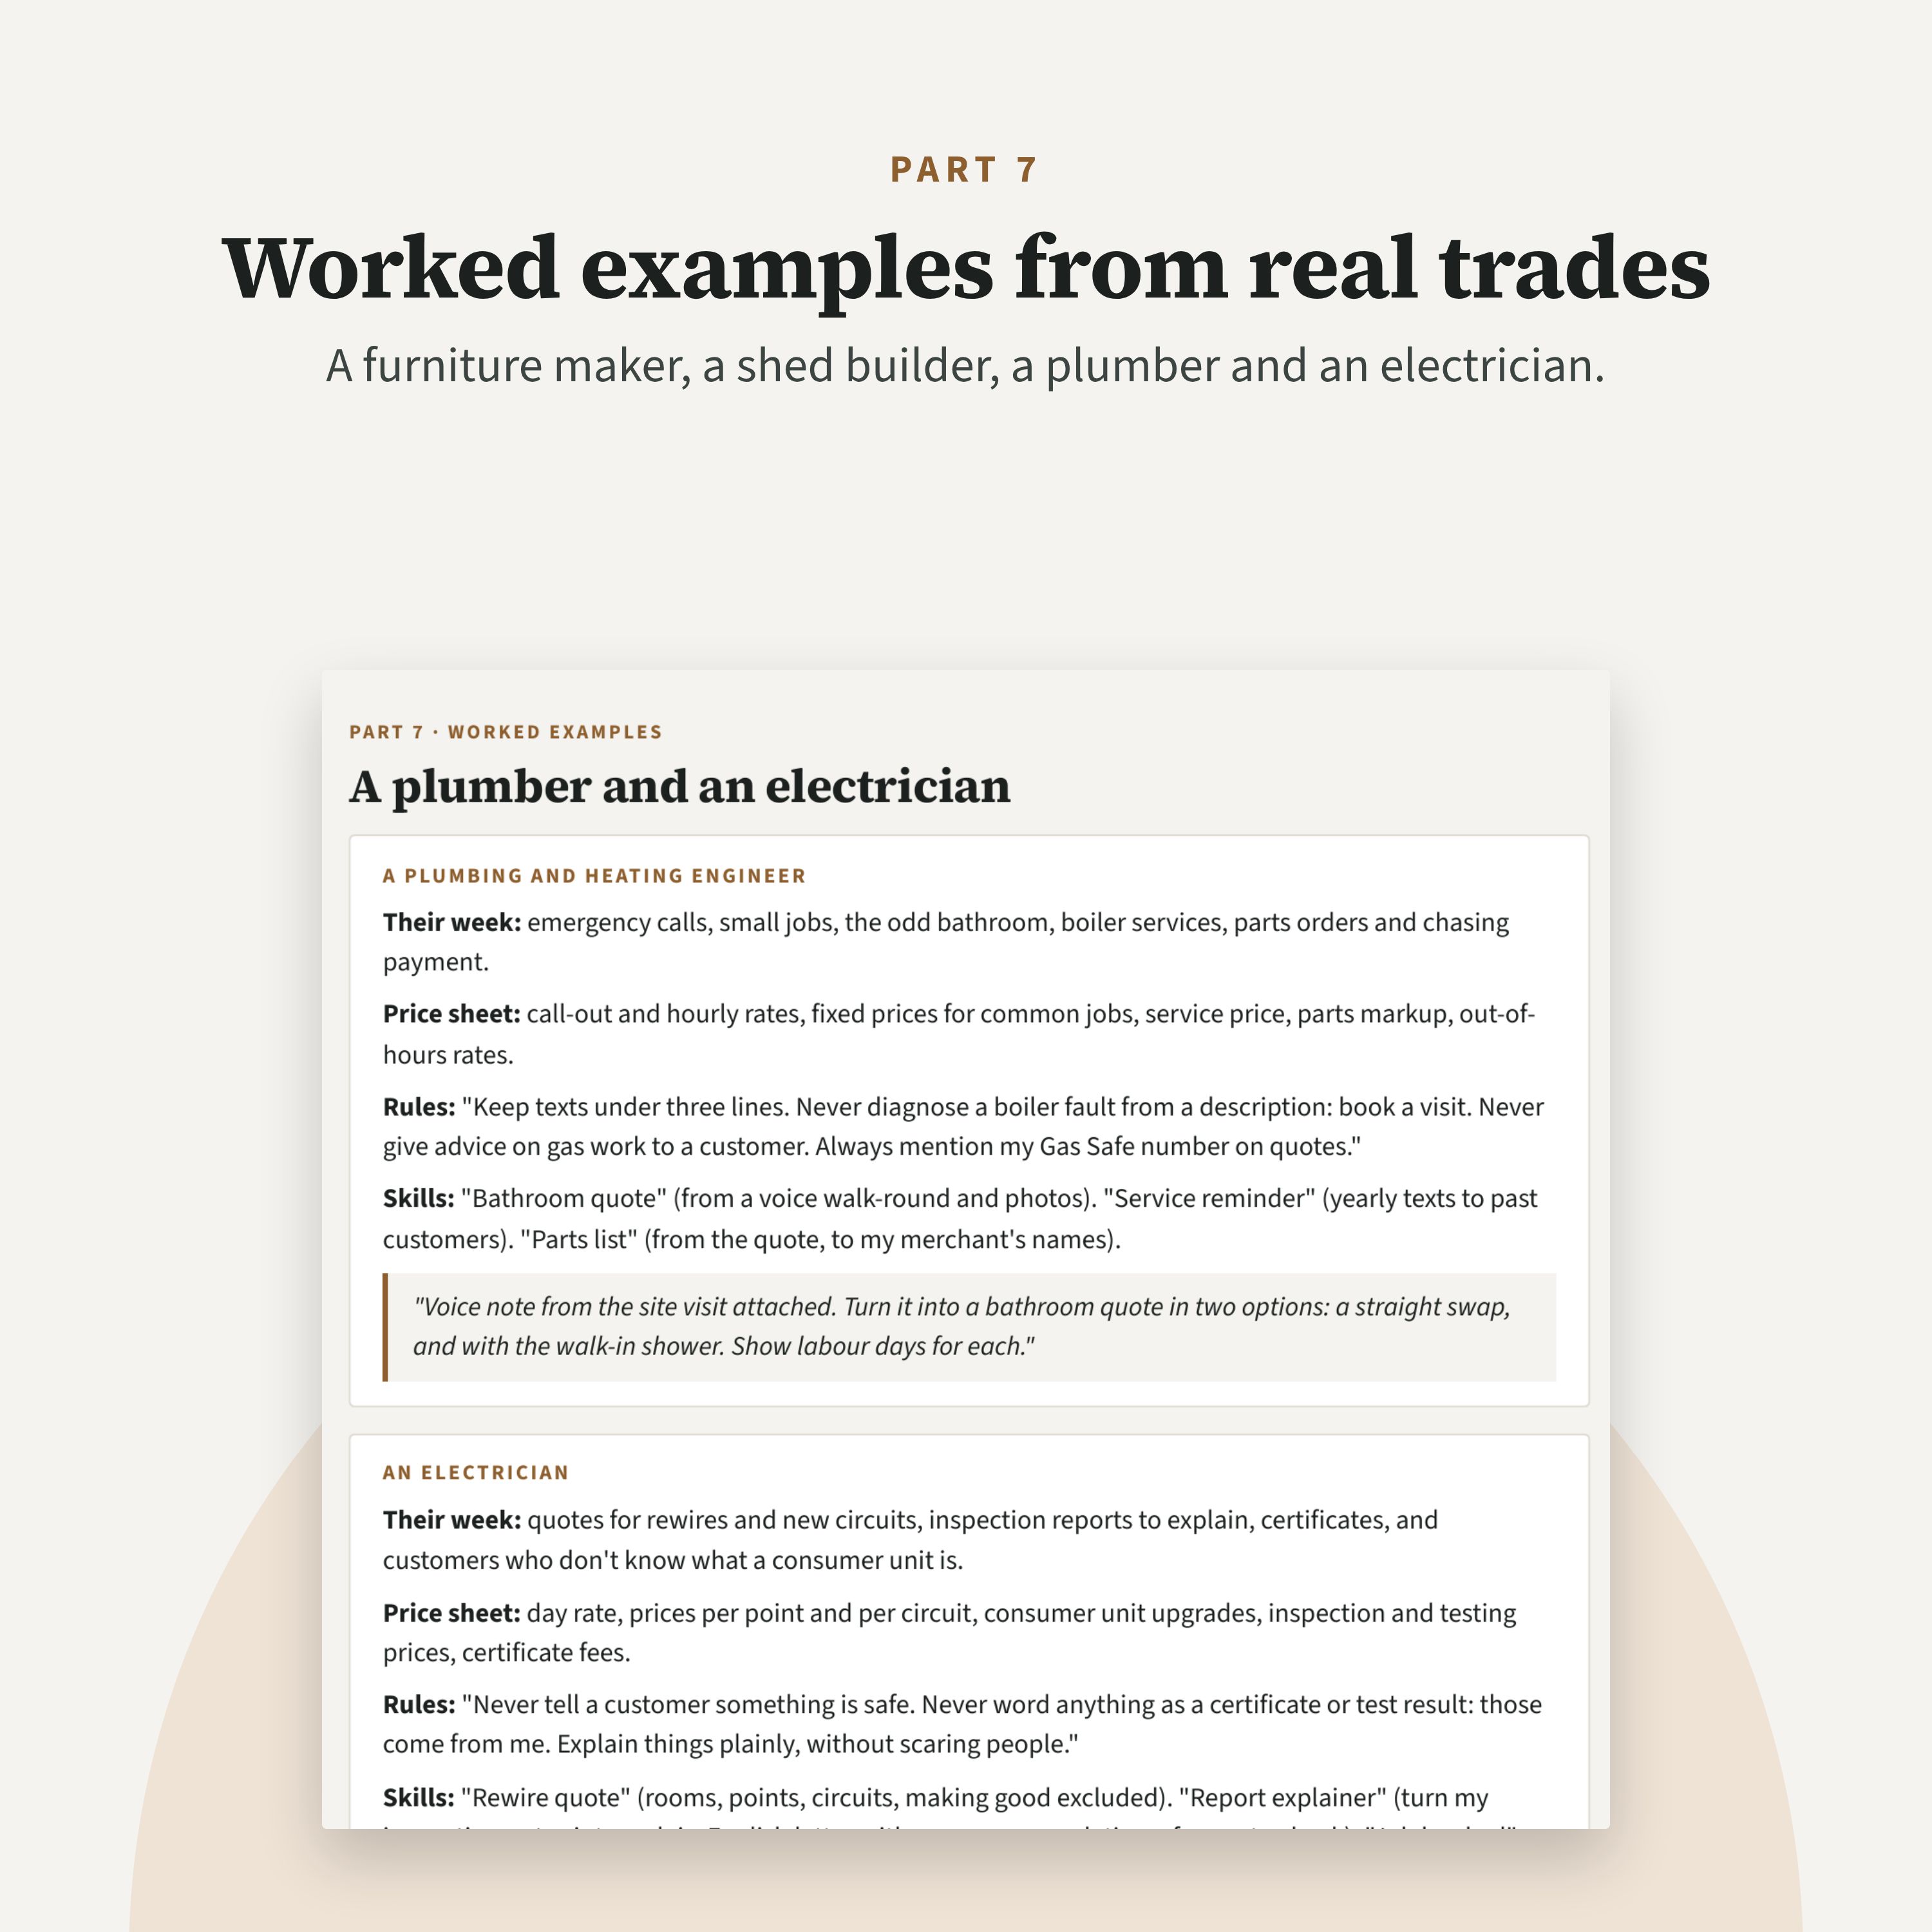 PART 7
Worked examples from real trades
A furniture maker, a shed builder, a plumber and an electrician.
PART 7 · WORKED EXAMPLES
A plumber and an electrician
A PLUMBING AND HEATING ENGINEER
Their week: emergency calls, small jobs, the odd bathroom, boiler services, parts orders and chasing
payment.
Price sheet: call-out and hourly rates, fixed prices for common jobs, service price, parts markup, out-of-
hours rates.
Rules: "Keep texts under three lines. Never diagnose a boiler fault from a description: book a visit. Never
give advice on gas work to a customer. Always mention my Gas Safe number on quotes."
Skills: "Bathroom quote" (from a voice walk-round and photos). "Service reminder" (yearly texts to past
customers). "Parts list" (from the quote, to my merchant's names).
"Voice note from the site visit attached. Turn it into a bathroom quote in two options: a straight swap,
and with the walk-in shower. Show labour days for each."
AN ELECTRICIAN
Their week: quotes for rewires and new circuits, inspection reports to explain, certificates, and
customers who don't know what a consumer unit is.
Price sheet: day rate, prices per point and per circuit, consumer unit upgrades, inspection and testing
prices, certificate fees.
Rules: "Never tell a customer something is safe. Never word anything as a certificate or test result: those
come from me. Explain things plainly, without scaring people."
Skills: "Rewire quote" (rooms, points, circuits, making good excluded). "Report explainer" (turn my